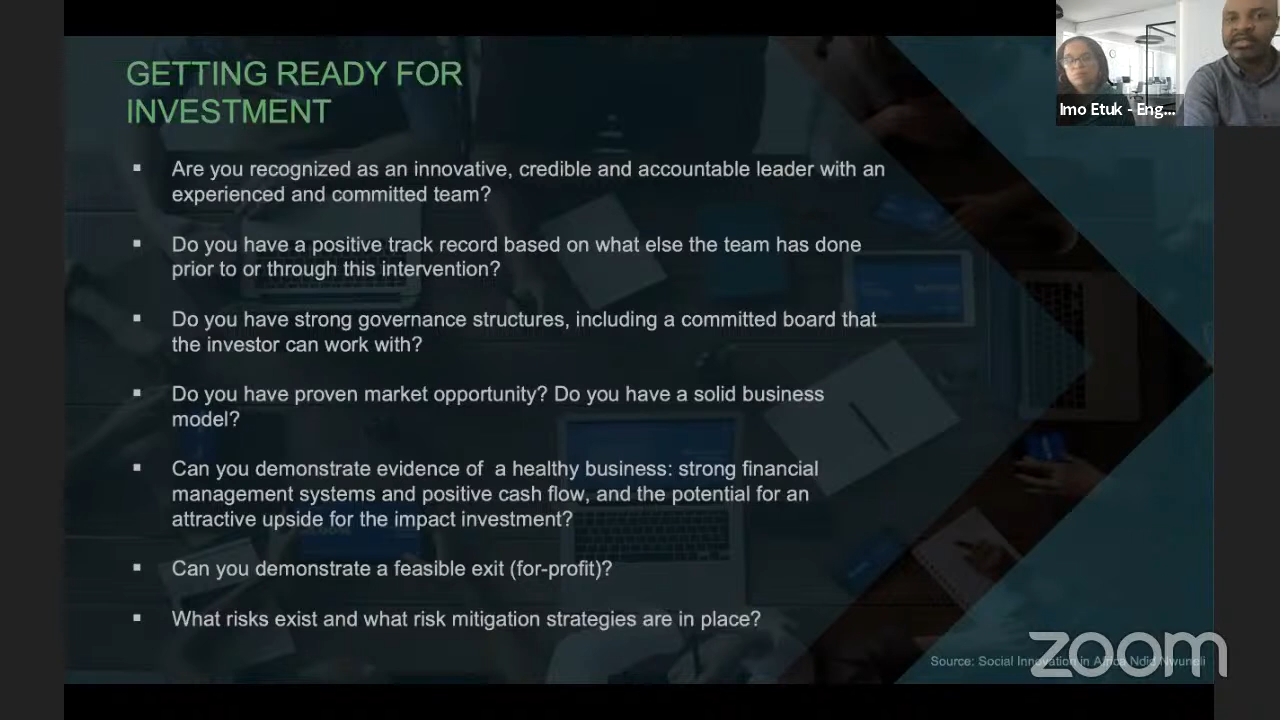 GETTING READY FOR
INVESTMENT
Imo Etuk - Eng...
▪ Are you recognized as an innovative, credible and accountable leader with an
experienced and committed team?
▪ Do you have a positive track record based on what else the team has done
prior to or through this intervention?
▪ Do you have strong governance structures, including a committed board that
the investor can work with?
▪ Do you have proven market opportunity? Do you have a solid business
model?
▪ Can you demonstrate evidence of a healthy business: strong financial
management systems and positive cash flow, and the potential for an
attractive upside for the impact investment?
▪ Can you demonstrate a feasible exit (for-profit)?
▪ What risks exist and what risk mitigation strategies are in place?
Source: Social Innovation in Africa Ndidi Nwuneli
zoom